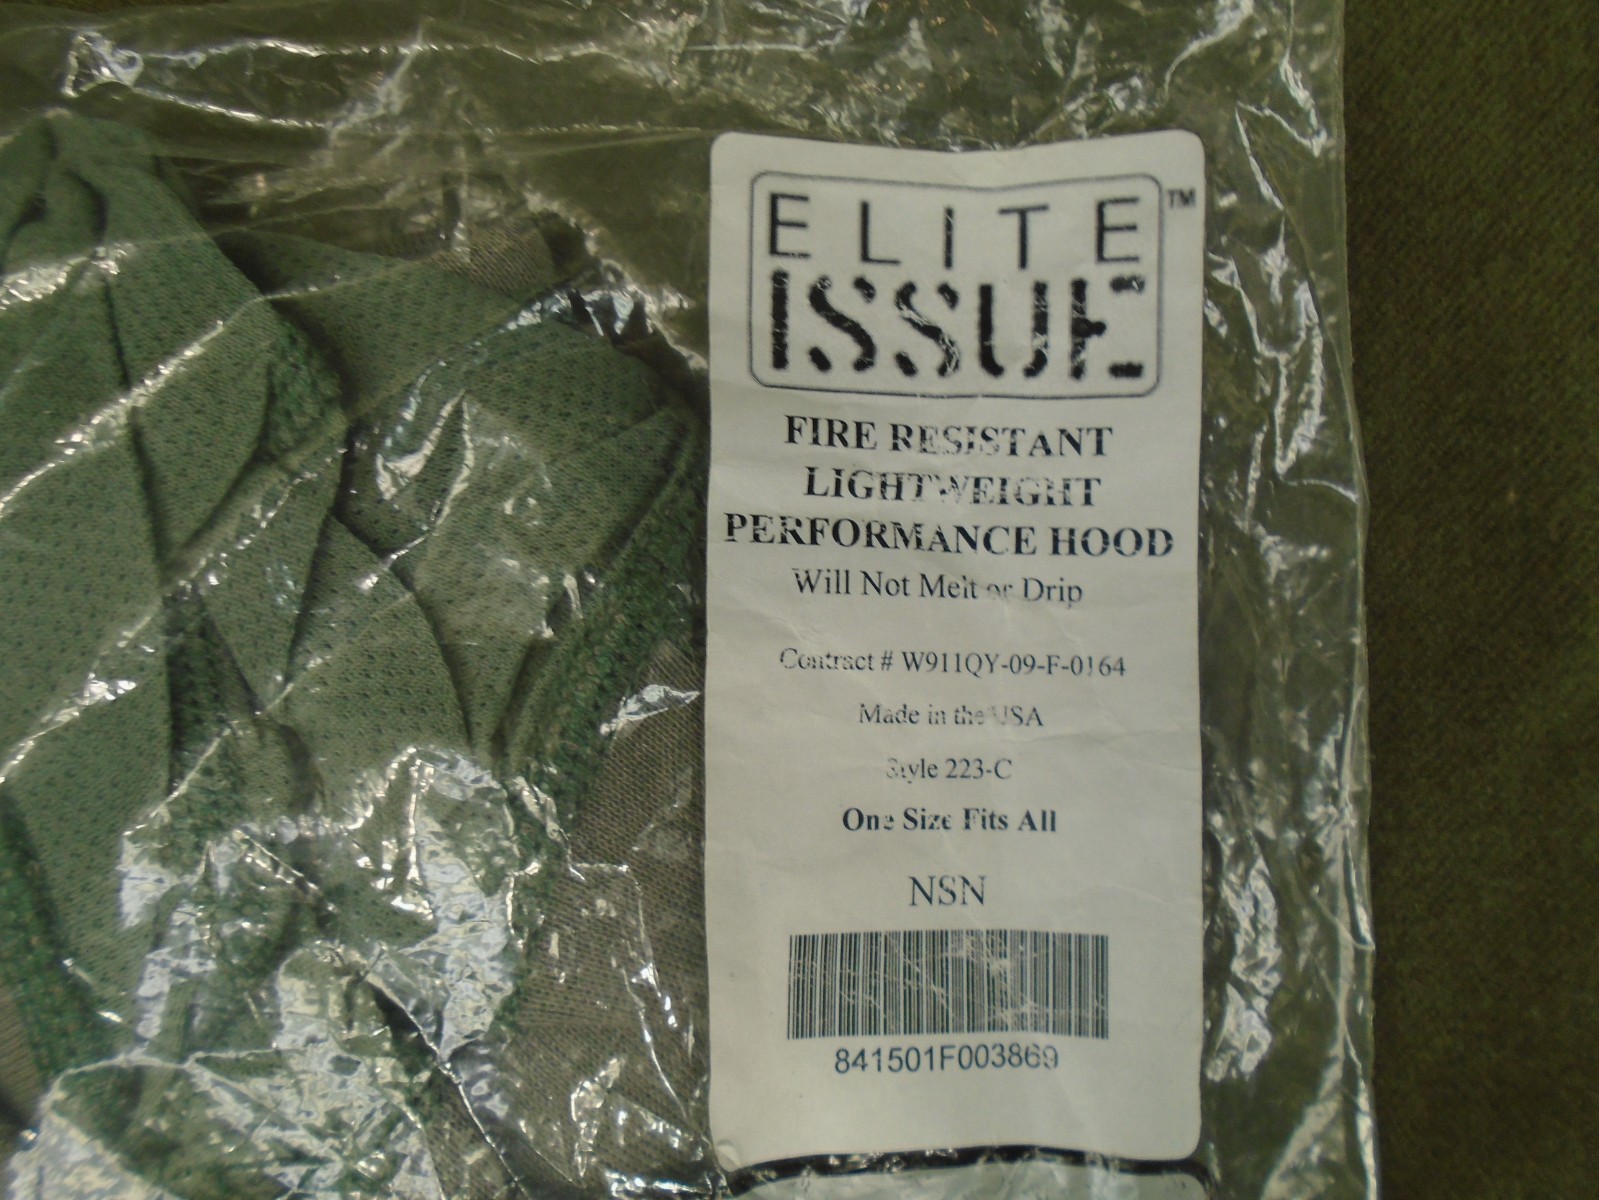 ELITE TM
ISSUE
FIRE RESISTANT
LIGHTWEIGHT
PERFORMANCE HOOD
Will Not Melt or Drip
Contract # W911QY-09-F-0164
Made in the USA
Style 223-C
One Size Fits All
NSN
841501F003869